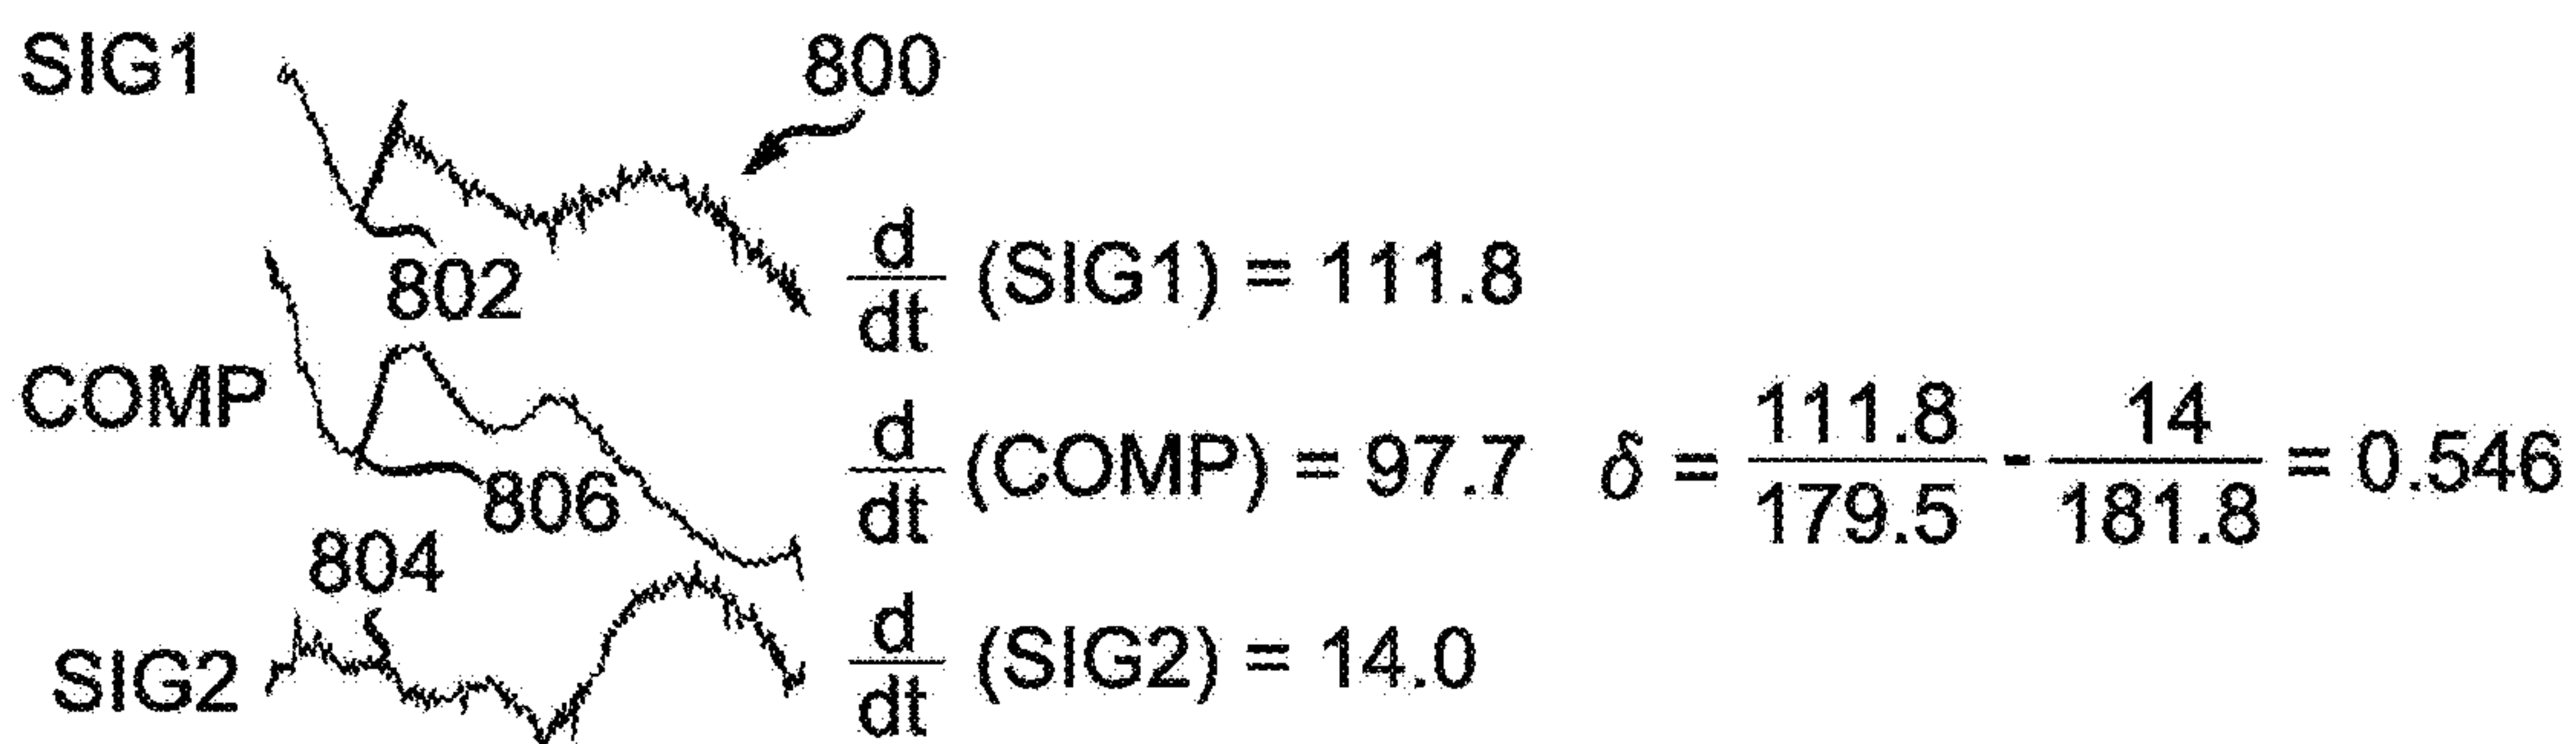 SIG1 800
802 d/dt (SIG1) = 111.8
COMP d/dt (COMP) = 97.7 δ = 111.8/179.5 - 14/181.8 = 0.546
806
804
SIG2 d/dt (SIG2) = 14.0